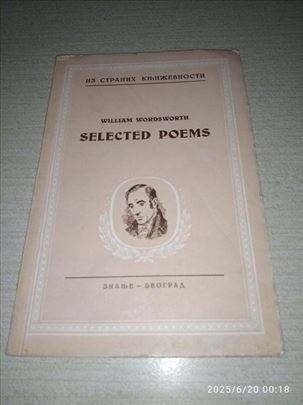 ИЗ СТРАНИХ КЊИЖЕВНОСТИ
WILLIAM WORDSWORTH
SELECTED POEMS
ЗНАЊЕ — БЕОГРАД
2025/6/20 00:18